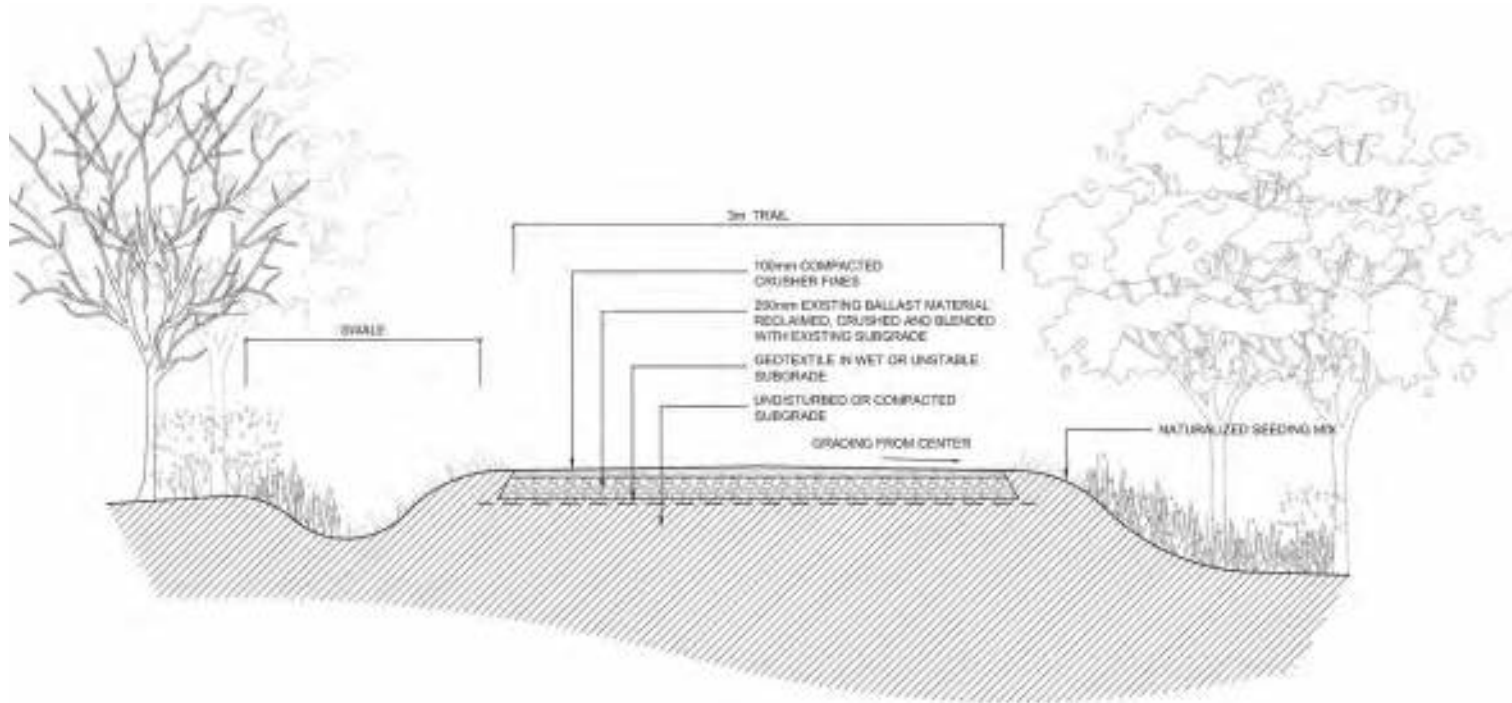 3m TRAIL
100mm COMPACTED
CRUSHER FINES
200mm EXISTING BALLAST MATERIAL
RECLAIMED, CRUSHED AND BLENDED
WITH EXISTING SUBGRADE
SWALE
GEOTEXTILE IN WET OR UNSTABLE
SUBGRADE
UNDISTURBED OR COMPACTED
SUBGRADE
NATURALIZED SEEDING MIX
GRADING FROM CENTER